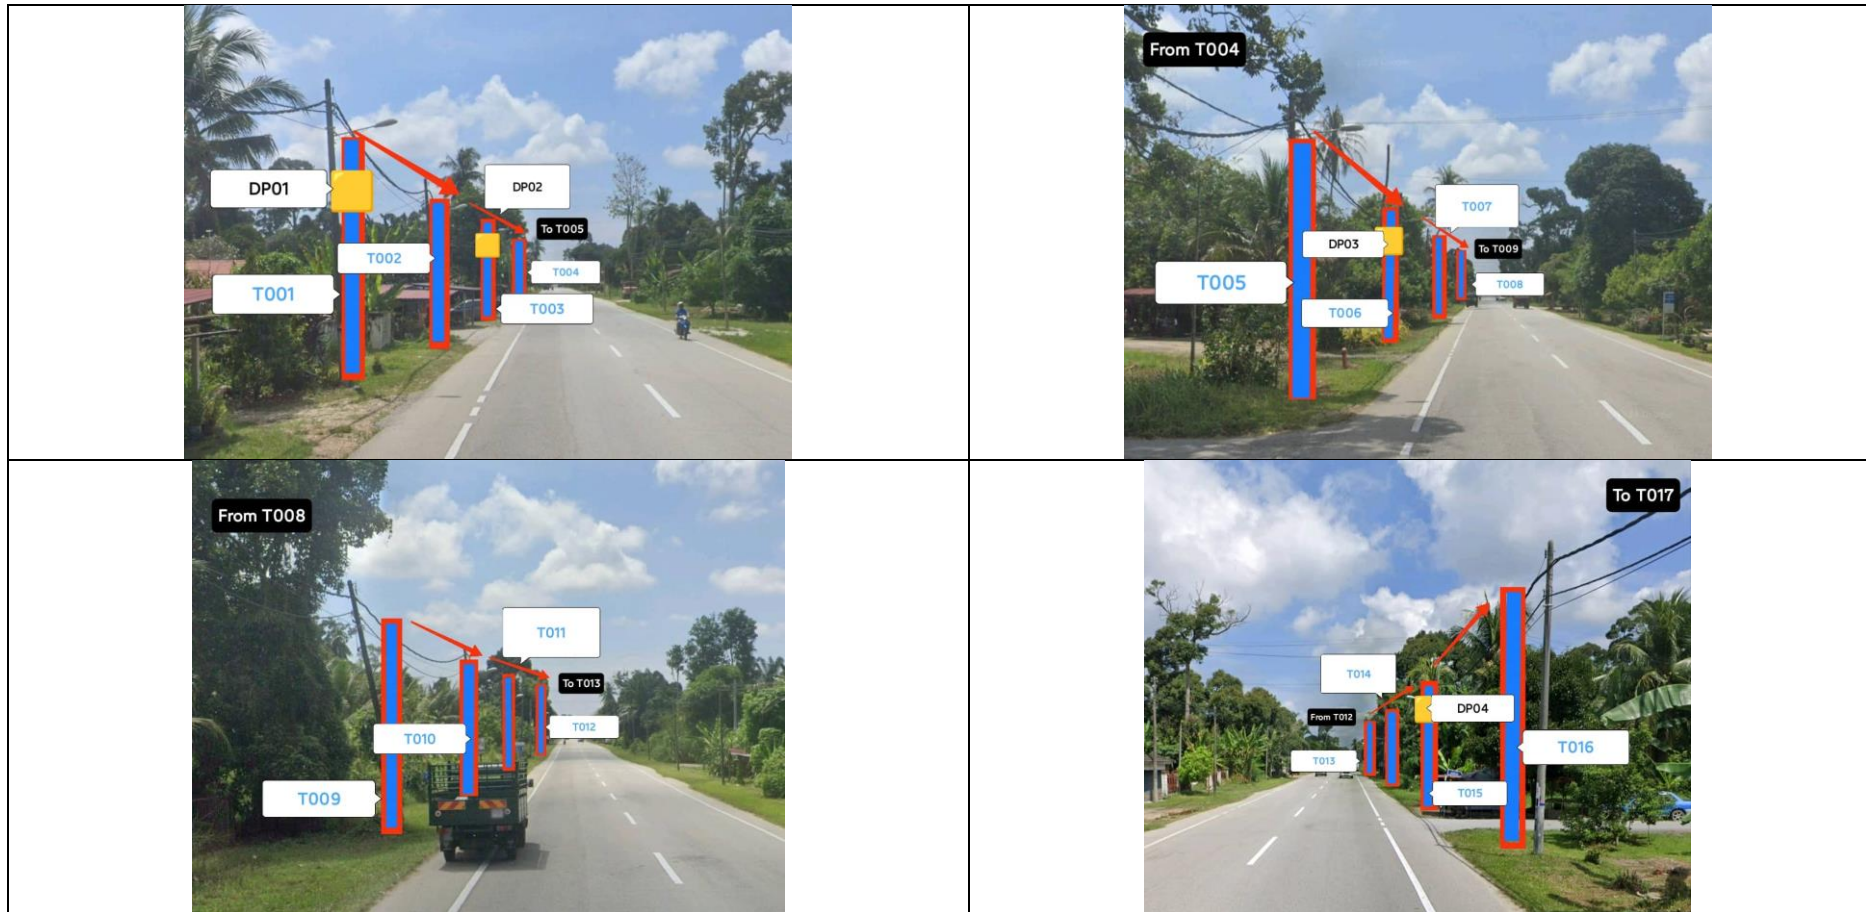 DP01
DP02
To T005
T002
T004
T001
T003
From T004
T007
DP03
To T009
T005
T008
T006
From T008
T011
To T013
T012
T010
T009
To T017
T014
DP04
From T012
T016
T013
T015